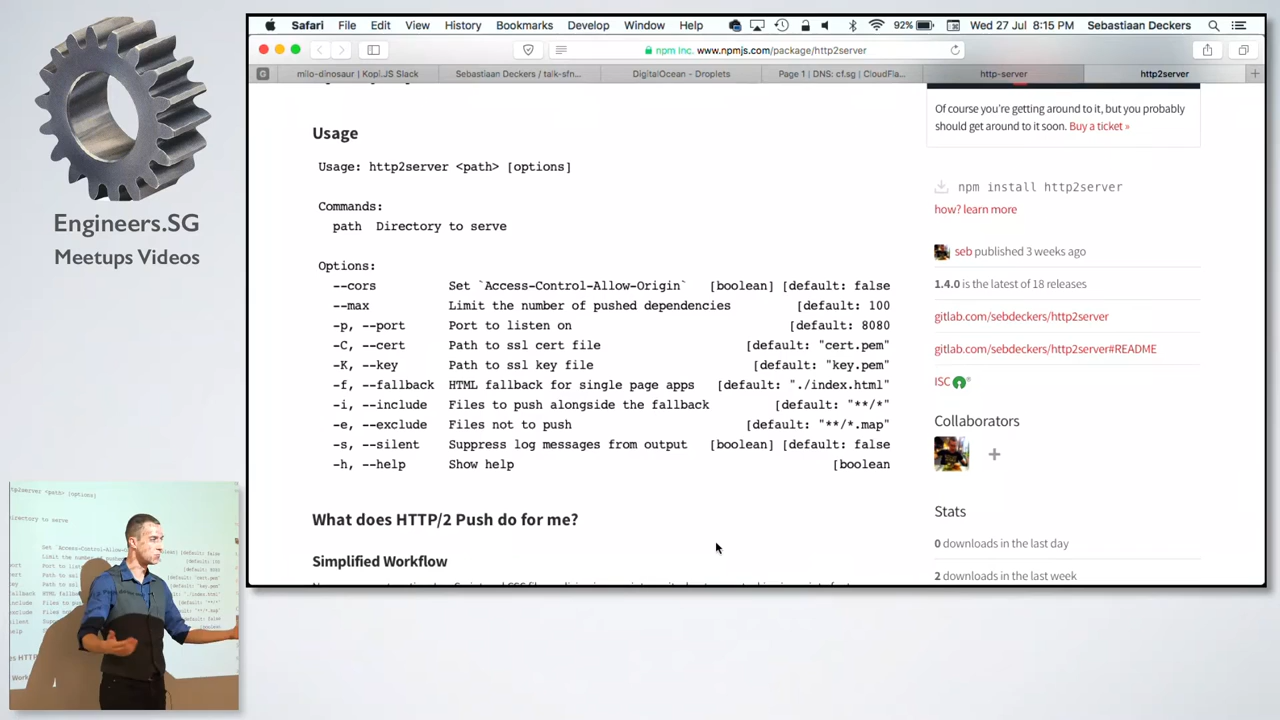 Engineers.SG
Meetups Videos
Safari File Edit View History Bookmarks Develop Window Help 92% Wed 27 Jul 8:15 PM Sebastiaan Deckers
npm Inc. www.npmjs.com/package/http2server
G milo-dinosaur | Kopi.JS Slack Sebastiaan Deckers / talk-sfn... DigitalOcean - Droplets Page 1 | DNS: cf.sg | CloudFla... http-server http2server
Of course you're getting around to it, but you probably
should get around to it soon. Buy a ticket »
Usage
Usage: http2server <path> [options]
Commands:
path Directory to serve
Options:
--cors Set `Access-Control-Allow-Origin` [boolean] [default: false
--max Limit the number of pushed dependencies [default: 100
-p, --port Port to listen on [default: 8080
-C, --cert Path to ssl cert file [default: "cert.pem"
-K, --key Path to ssl key file [default: "key.pem"
-f, --fallback HTML fallback for single page apps [default: "./index.html"
-i, --include Files to push alongside the fallback [default: "**/*"
-e, --exclude Files not to push [default: "**/*.map"
-s, --silent Suppress log messages from output [boolean] [default: false
-h, --help Show help [boolean
What does HTTP/2 Push do for me?
Simplified Workflow
npm install http2server
how? learn more
seb published 3 weeks ago
1.4.0 is the latest of 18 releases
gitlab.com/sebdeckers/http2server
gitlab.com/sebdeckers/http2server#README
ISC
Collaborators
+
Stats
0 downloads in the last day
2 downloads in the last week